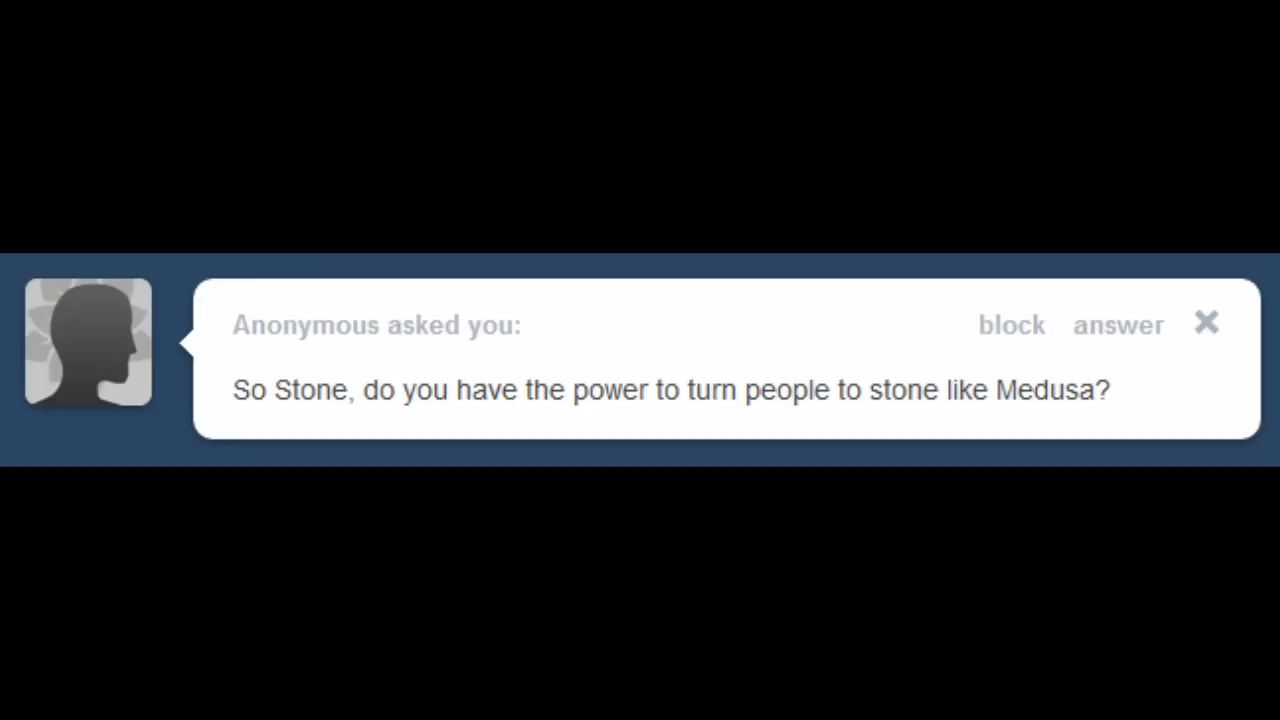 Anonymous asked you: block answer ×
So Stone, do you have the power to turn people to stone like Medusa?